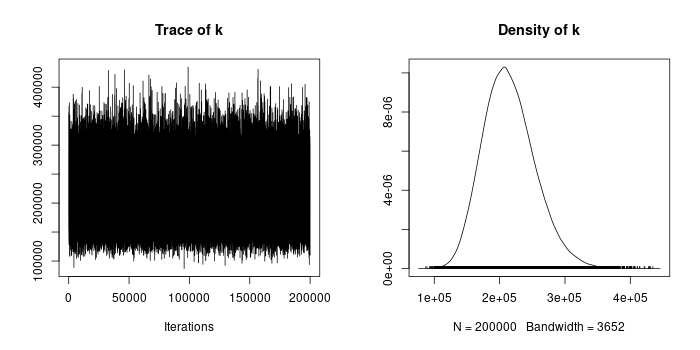 Trace of k
400000
300000
200000
100000
0 50000 100000 150000 200000
Iterations
Density of k
8e-06
4e-06
0e+00
1e+05 2e+05 3e+05 4e+05
N = 200000 Bandwidth = 3652